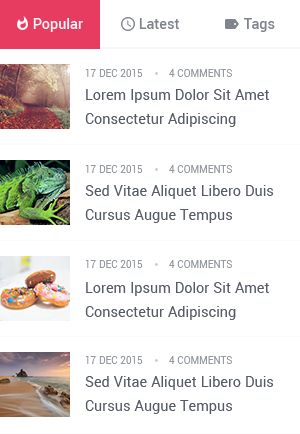 Popular Latest Tags
17 DEC 2015 • 4 COMMENTS
Lorem Ipsum Dolor Sit Amet
Consectetur Adipiscing
17 DEC 2015 • 4 COMMENTS
Sed Vitae Aliquet Libero Duis
Cursus Augue Tempus
17 DEC 2015 • 4 COMMENTS
Lorem Ipsum Dolor Sit Amet
Consectetur Adipiscing
17 DEC 2015 • 4 COMMENTS
Sed Vitae Aliquet Libero Duis
Cursus Augue Tempus